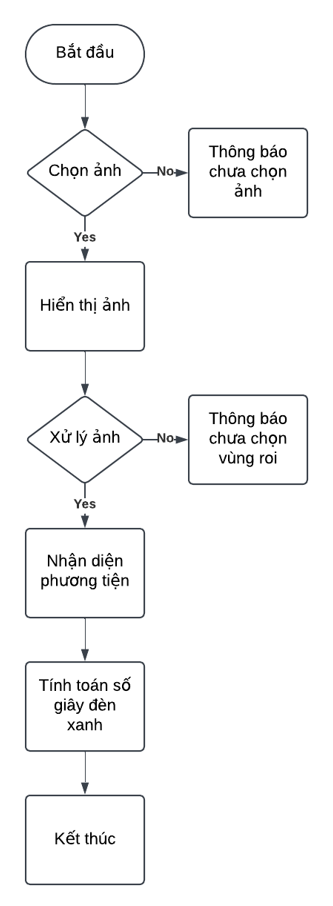 Bắt đầu
Chọn ảnh
No
Thông báo
chưa chọn
ảnh
Yes
Hiển thị ảnh
Xử lý ảnh
No
Thông báo
chưa chọn
vùng roi
Yes
Nhận diện
phương tiện
Tính toán số
giây đèn
xanh
Kết thúc